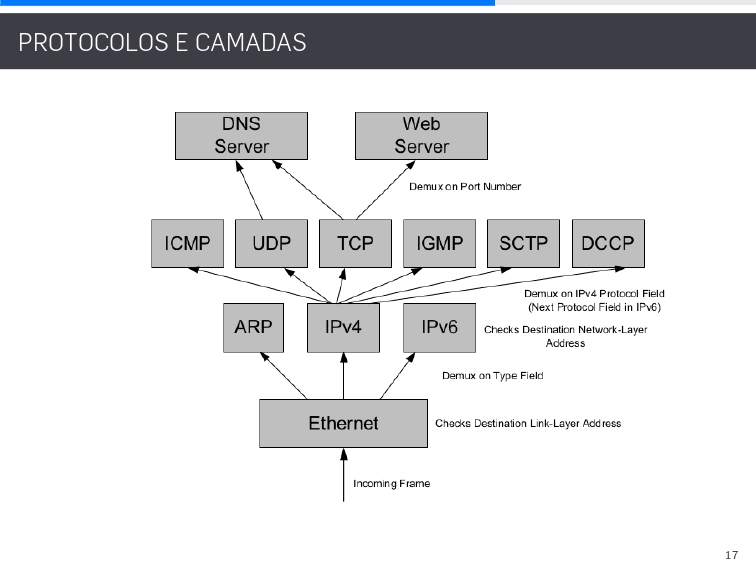 PROTOCOLOS E CAMADAS
DNS
Server
Web
Server
Demux on Port Number
ICMP
UDP
TCP
IGMP
SCTP
DCCP
Demux on IPv4 Protocol Field
(Next Protocol Field in IPv6)
ARP
IPv4
IPv6
Checks Destination Network-Layer
Address
Demux on Type Field
Ethernet
Checks Destination Link-Layer Address
Incoming Frame
17